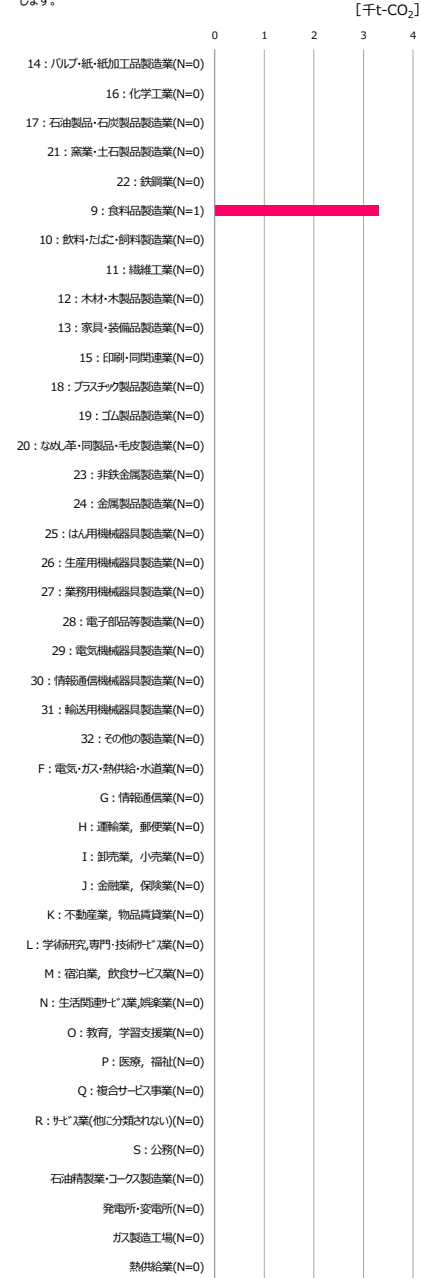 します。
[千t-CO₂]
0 1 2 3 4
14：パルプ・紙・紙加工品製造業(N=0)
16：化学工業(N=0)
17：石油製品・石炭製品製造業(N=0)
21：窯業・土石製品製造業(N=0)
22：鉄鋼業(N=0)
9：食料品製造業(N=1)
10：飲料・たばこ・飼料製造業(N=0)
11：繊維工業(N=0)
12：木材・木製品製造業(N=0)
13：家具・装備品製造業(N=0)
15：印刷・同関連業(N=0)
18：プラスチック製品製造業(N=0)
19：ゴム製品製造業(N=0)
20：なめし革・同製品・毛皮製造業(N=0)
23：非鉄金属製造業(N=0)
24：金属製品製造業(N=0)
25：はん用機械器具製造業(N=0)
26：生産用機械器具製造業(N=0)
27：業務用機械器具製造業(N=0)
28：電子部品等製造業(N=0)
29：電気機械器具製造業(N=0)
30：情報通信機械器具製造業(N=0)
31：輸送用機械器具製造業(N=0)
32：その他の製造業(N=0)
F：電気・ガス・熱供給・水道業(N=0)
G：情報通信業(N=0)
H：運輸業，郵便業(N=0)
I：卸売業，小売業(N=0)
J：金融業，保険業(N=0)
K：不動産業，物品賃貸業(N=0)
L：学術研究,専門・技術ｻｰﾋﾞｽ業(N=0)
M：宿泊業，飲食サービス業(N=0)
N：生活関連ｻｰﾋﾞｽ業,娯楽業(N=0)
O：教育，学習支援業(N=0)
P：医療，福祉(N=0)
Q：複合サービス事業(N=0)
R：ｻｰﾋﾞｽ業(他に分類されない)(N=0)
S：公務(N=0)
石油精製業・コークス製造業(N=0)
発電所・変電所(N=0)
ガス製造工場(N=0)
熱供給業(N=0)